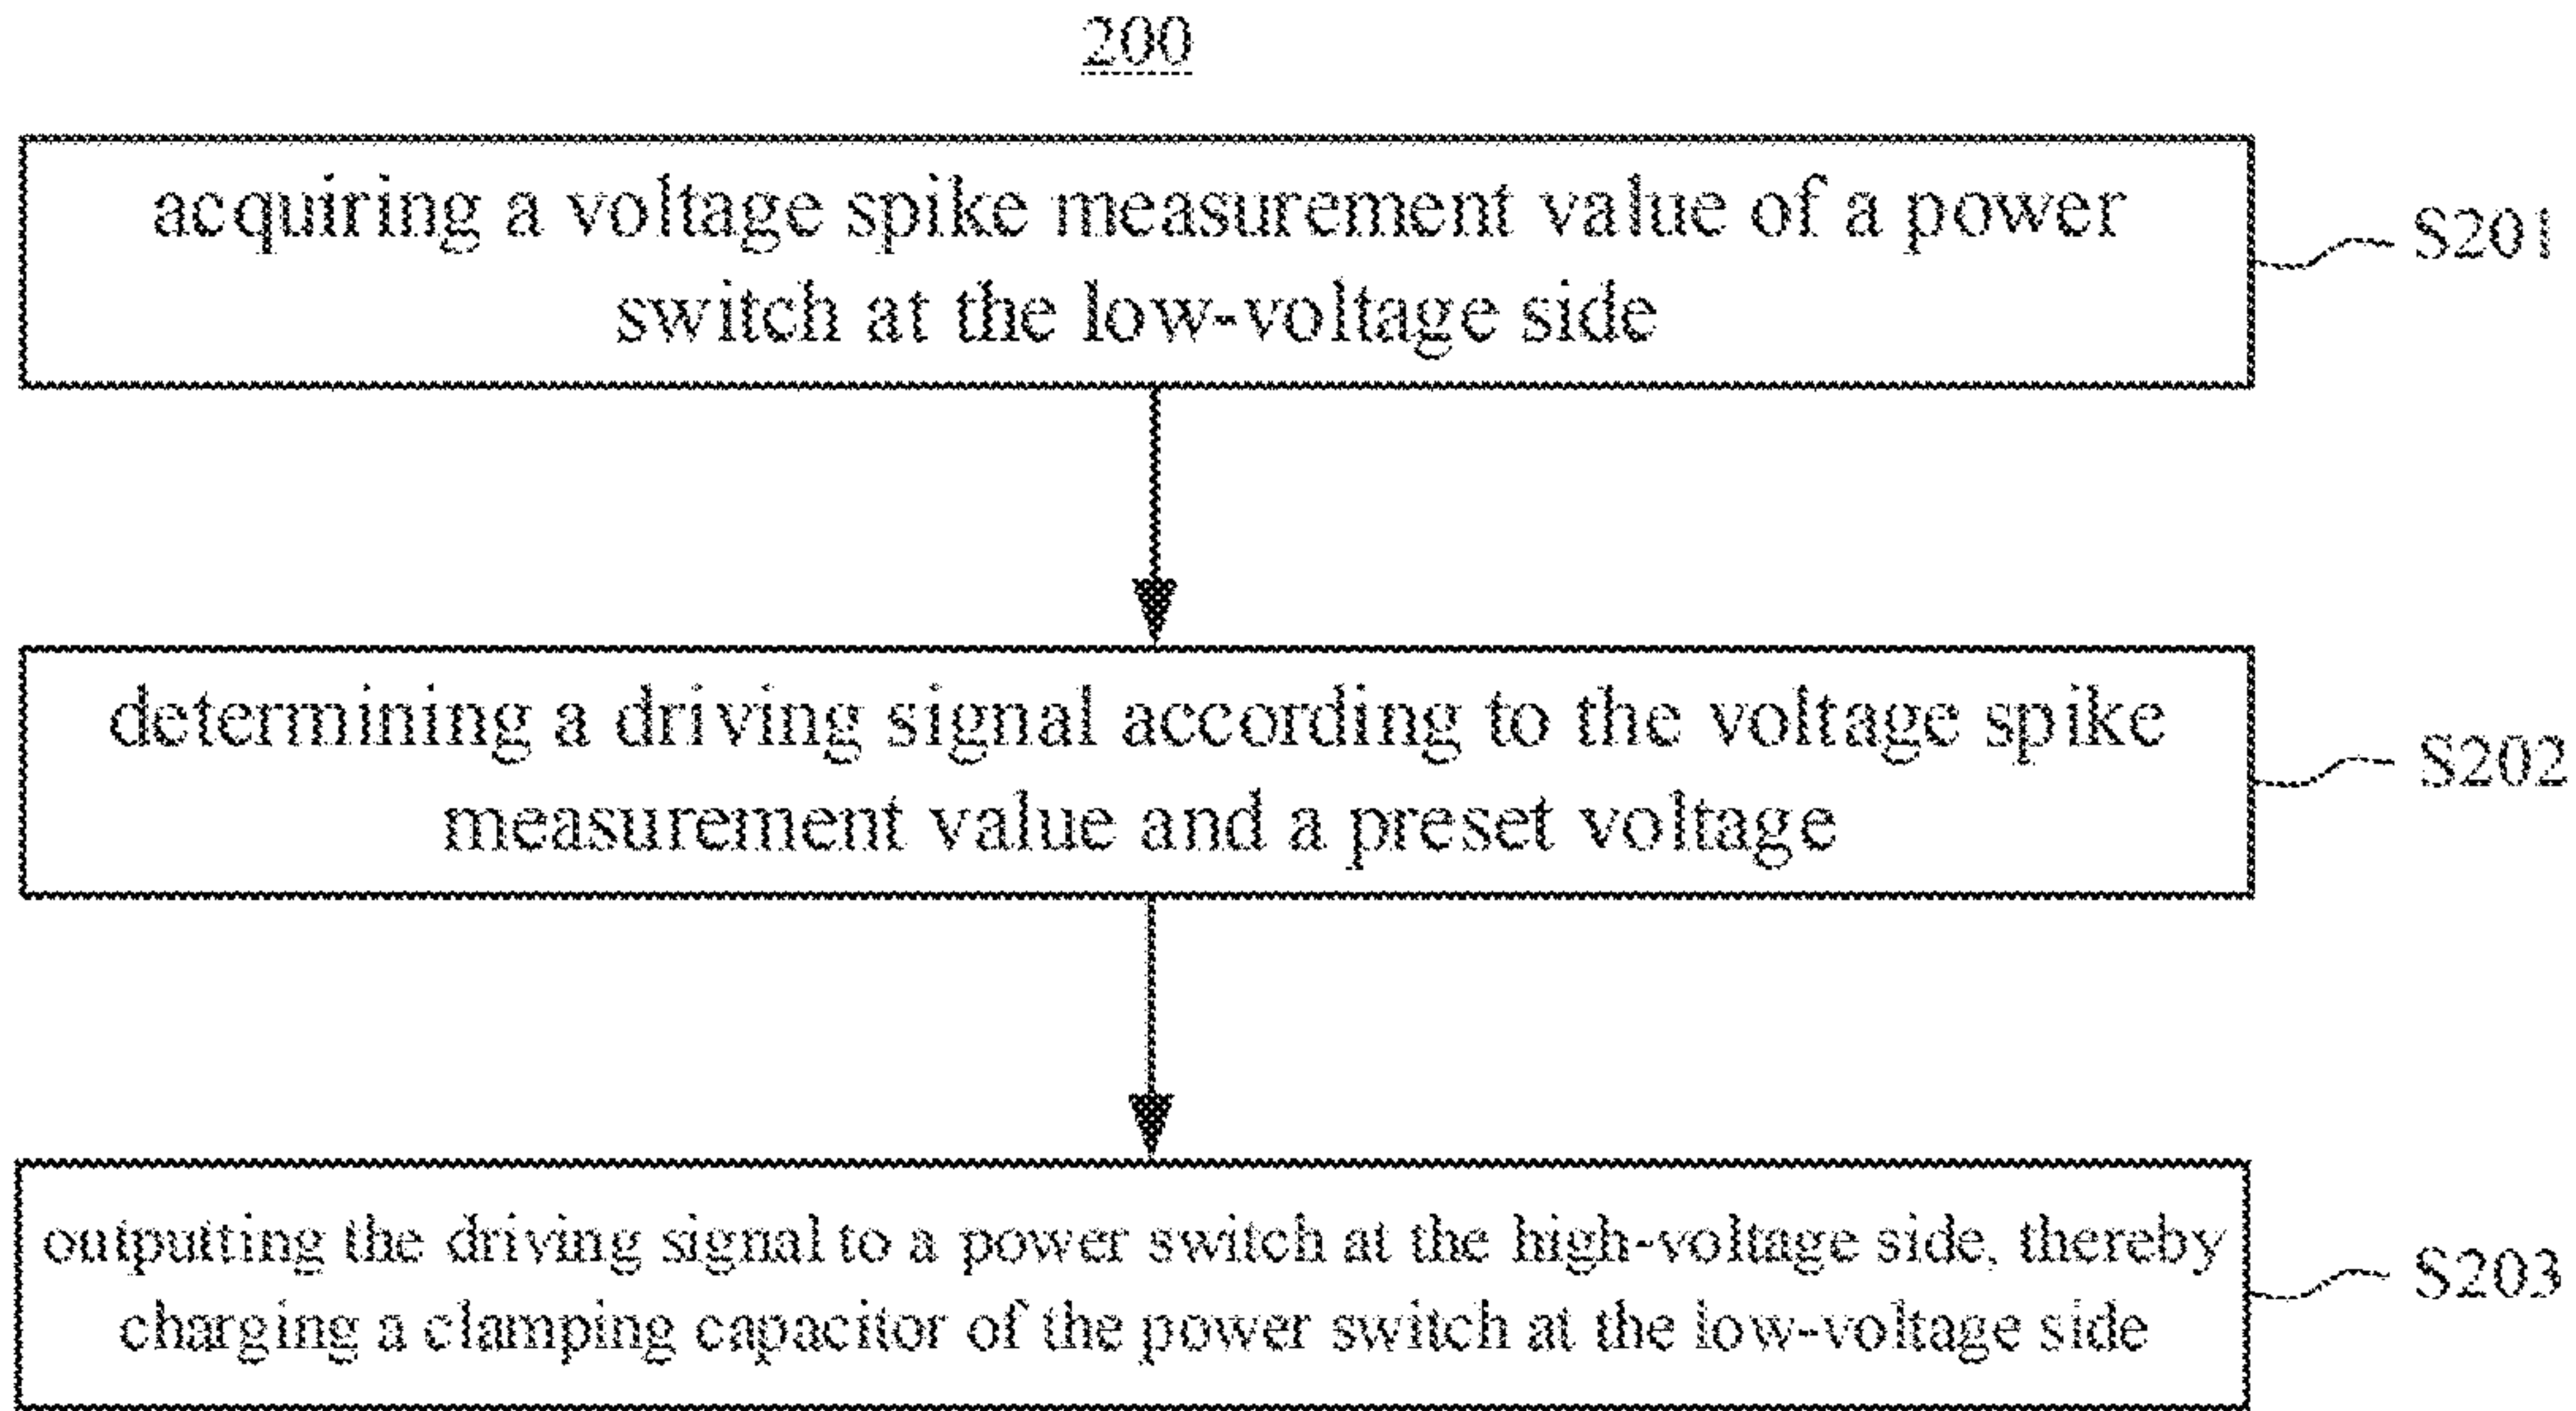 200
acquiring a voltage spike measurement value of a power
switch at the low-voltage side
S201
determining a driving signal according to the voltage spike
measurement value and a preset voltage
S202
outputting the driving signal to a power switch at the high-voltage side, thereby
charging a clamping capacitor of the power switch at the low-voltage side
S203